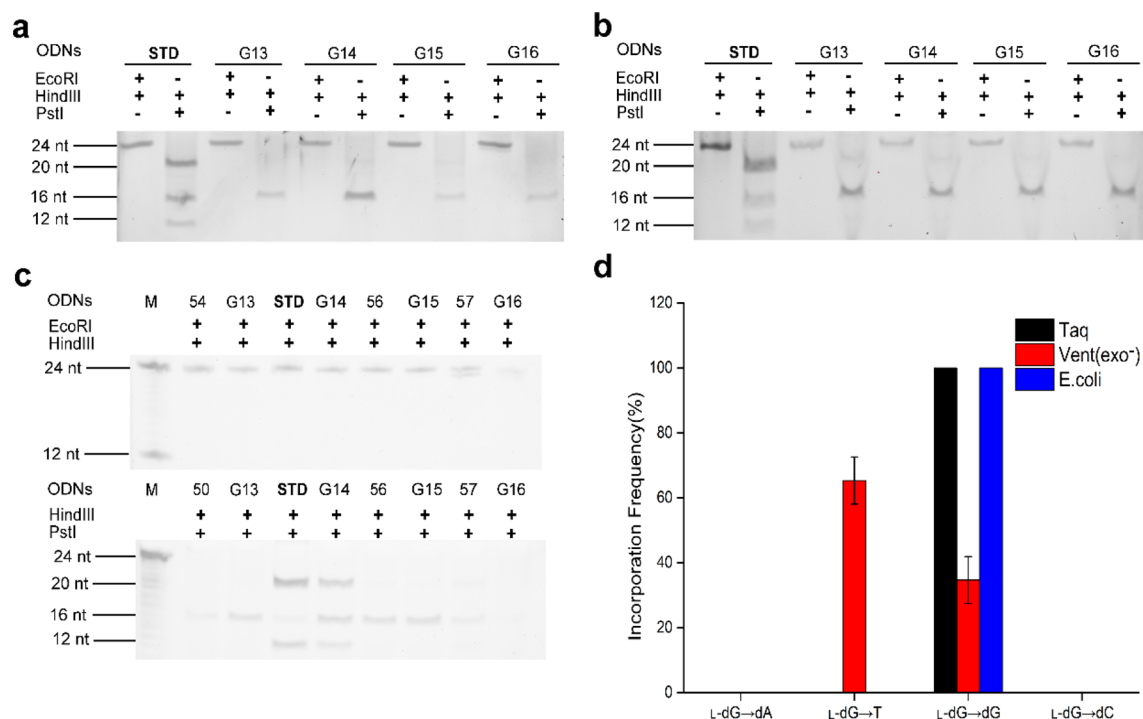 a
ODNs STD G13 G14 G15 G16
EcoRI + - + - + - + - + -
HindIII + + + + + + + + + +
PstI - + - + - + - + - +
24 nt
20 nt
16 nt
12 nt
b
ODNs STD G13 G14 G15 G16
EcoRI + - + - + - + - + -
HindIII + + + + + + + + + +
PstI - + - + - + - + - +
24 nt
20 nt
16 nt
12 nt
c
ODNs M 54 G13 STD G14 56 G15 57 G16
EcoRI + + + + + + + +
HindIII + + + + + + + +
24 nt
12 nt
ODNs M 50 G13 STD G14 56 G15 57 G16
HindIII + + + + + + + +
PstI + + + + + + + +
24 nt
20 nt
16 nt
12 nt
d
Incorporation Frequency(%)
120
100
80
60
40
20
0
Taq
Vent(exo⁻)
E.coli
L-dG→dA L-dG→T L-dG→dG L-dG→dC